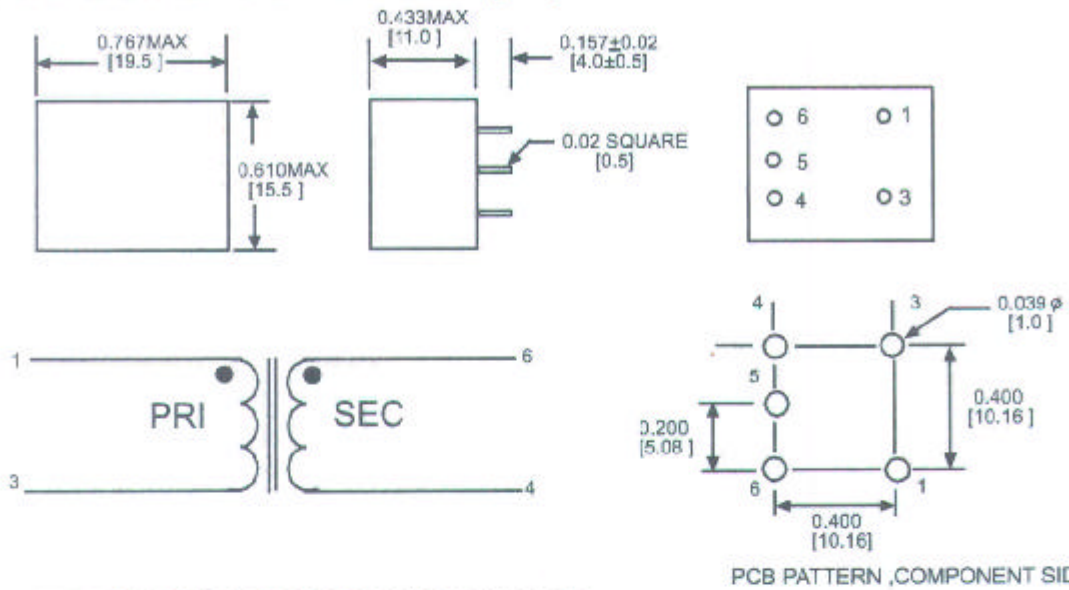 0.767MAX
[19.5 ]
0.433MAX
[11.0 ]
0.157±0.02
[4.0±0.5]
0.610MAX
[15.5 ]
0.02 SQUARE
[0.5]
6 1
5
4 3
1
PRI
3
6
SEC
4
4 3
0.039 ϕ
[1.0 ]
5
0.200
[5.08 ]
0.400
[10.16 ]
6 1
0.400
[10.16]
PCB PATTERN ,COMPONENT SID